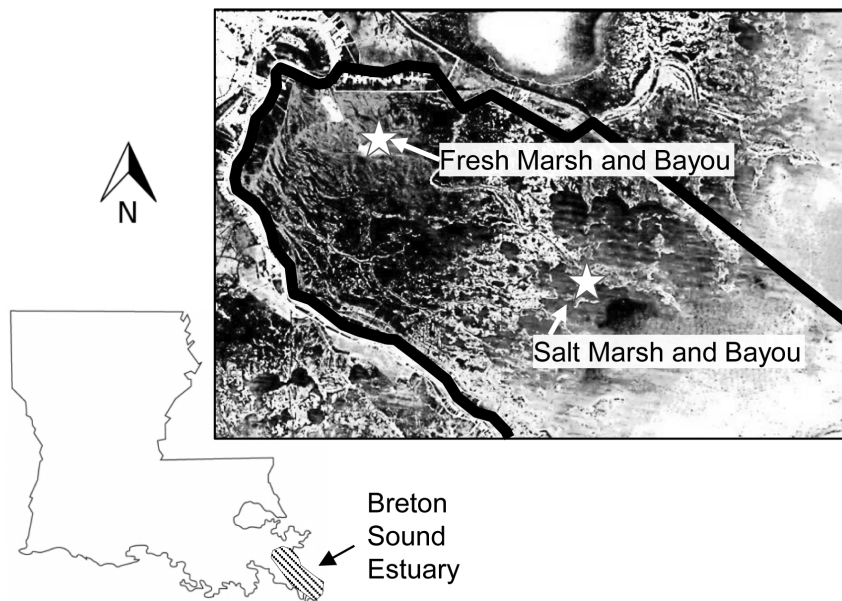 Fresh Marsh and Bayou
N
Salt Marsh and Bayou
Breton
Sound
Estuary